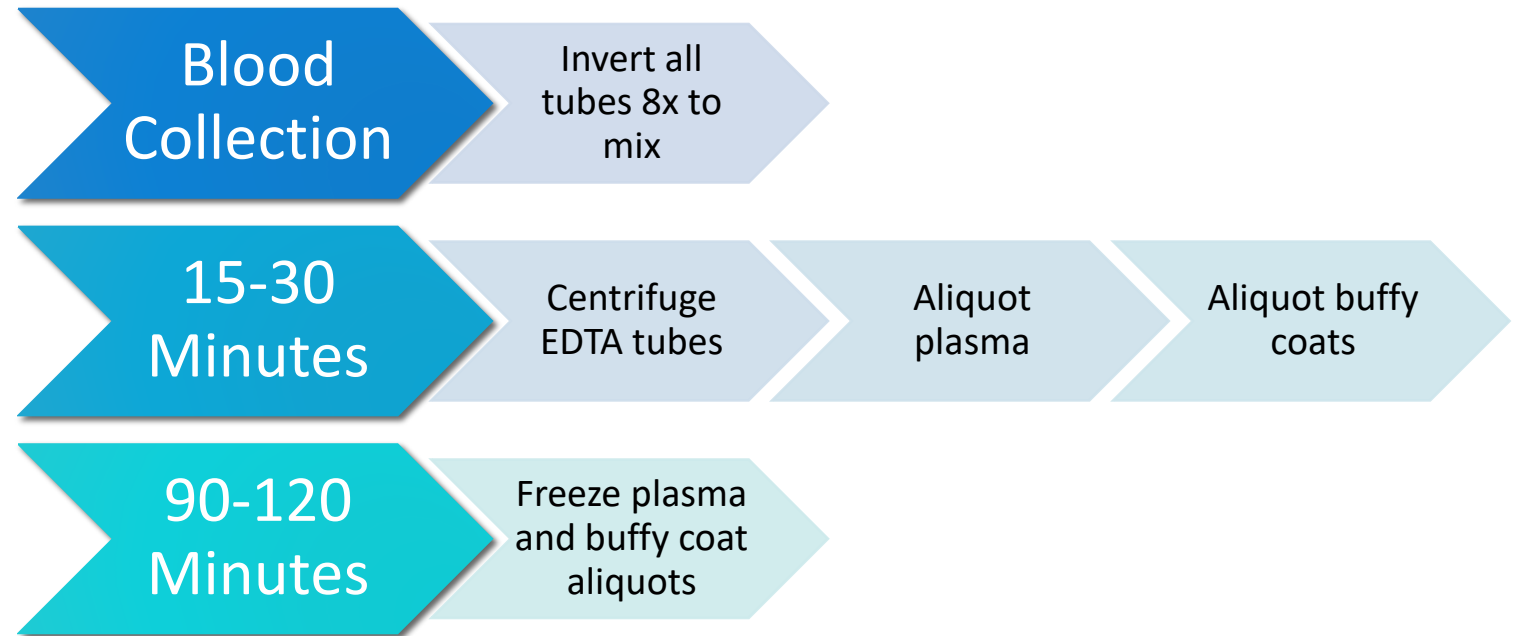 Blood
Collection
Invert all
tubes 8x to
mix
15-30
Minutes
Centrifuge
EDTA tubes
Aliquot
plasma
Aliquot buffy
coats
90-120
Minutes
Freeze plasma
and buffy coat
aliquots